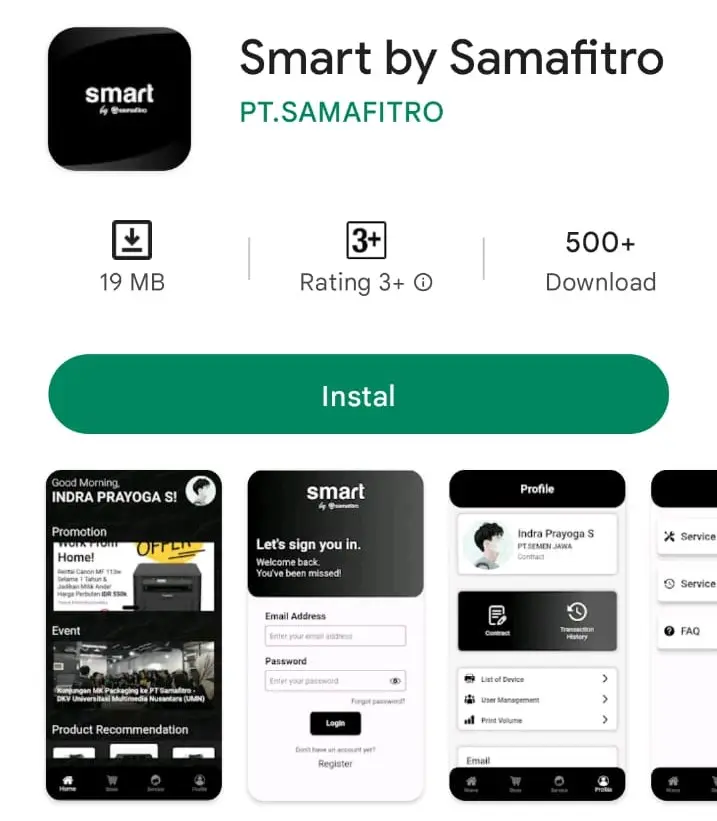 smart
by samafitro
Smart by Samafitro
PT.SAMAFITRO
19 MB
3+
Rating 3+
500+
Download
Instal
Good Morning,
INDRA PRAYOGA S!
Promotion
Work From
Home!
OFFER
Rental Canon MF 113w
Selama 1 Tahun &
Jadikan Milik Anda!
Harga Perbulan IDR 550k
Event
Kunjungan MK Packaging ke PT Samafitro -
DKV Universitas Multimedia Nusantara (UMN)
Product Recommendation
Home
Store
Service
Profile
smart
by samafitro
Let's sign you in.
Welcome back.
You've been missed!
Email Address
Enter your email address
Password
Enter your password
Forgot password?
Login
Don't have an account yet?
Register
Profile
Indra Prayoga S
PT.SEMEN JAWA
Contract
Contract
Transaction
History
List of Device
User Management
Print Volume
Email
Home
Store
Service
Profile
Service
Service
FAQ
Home